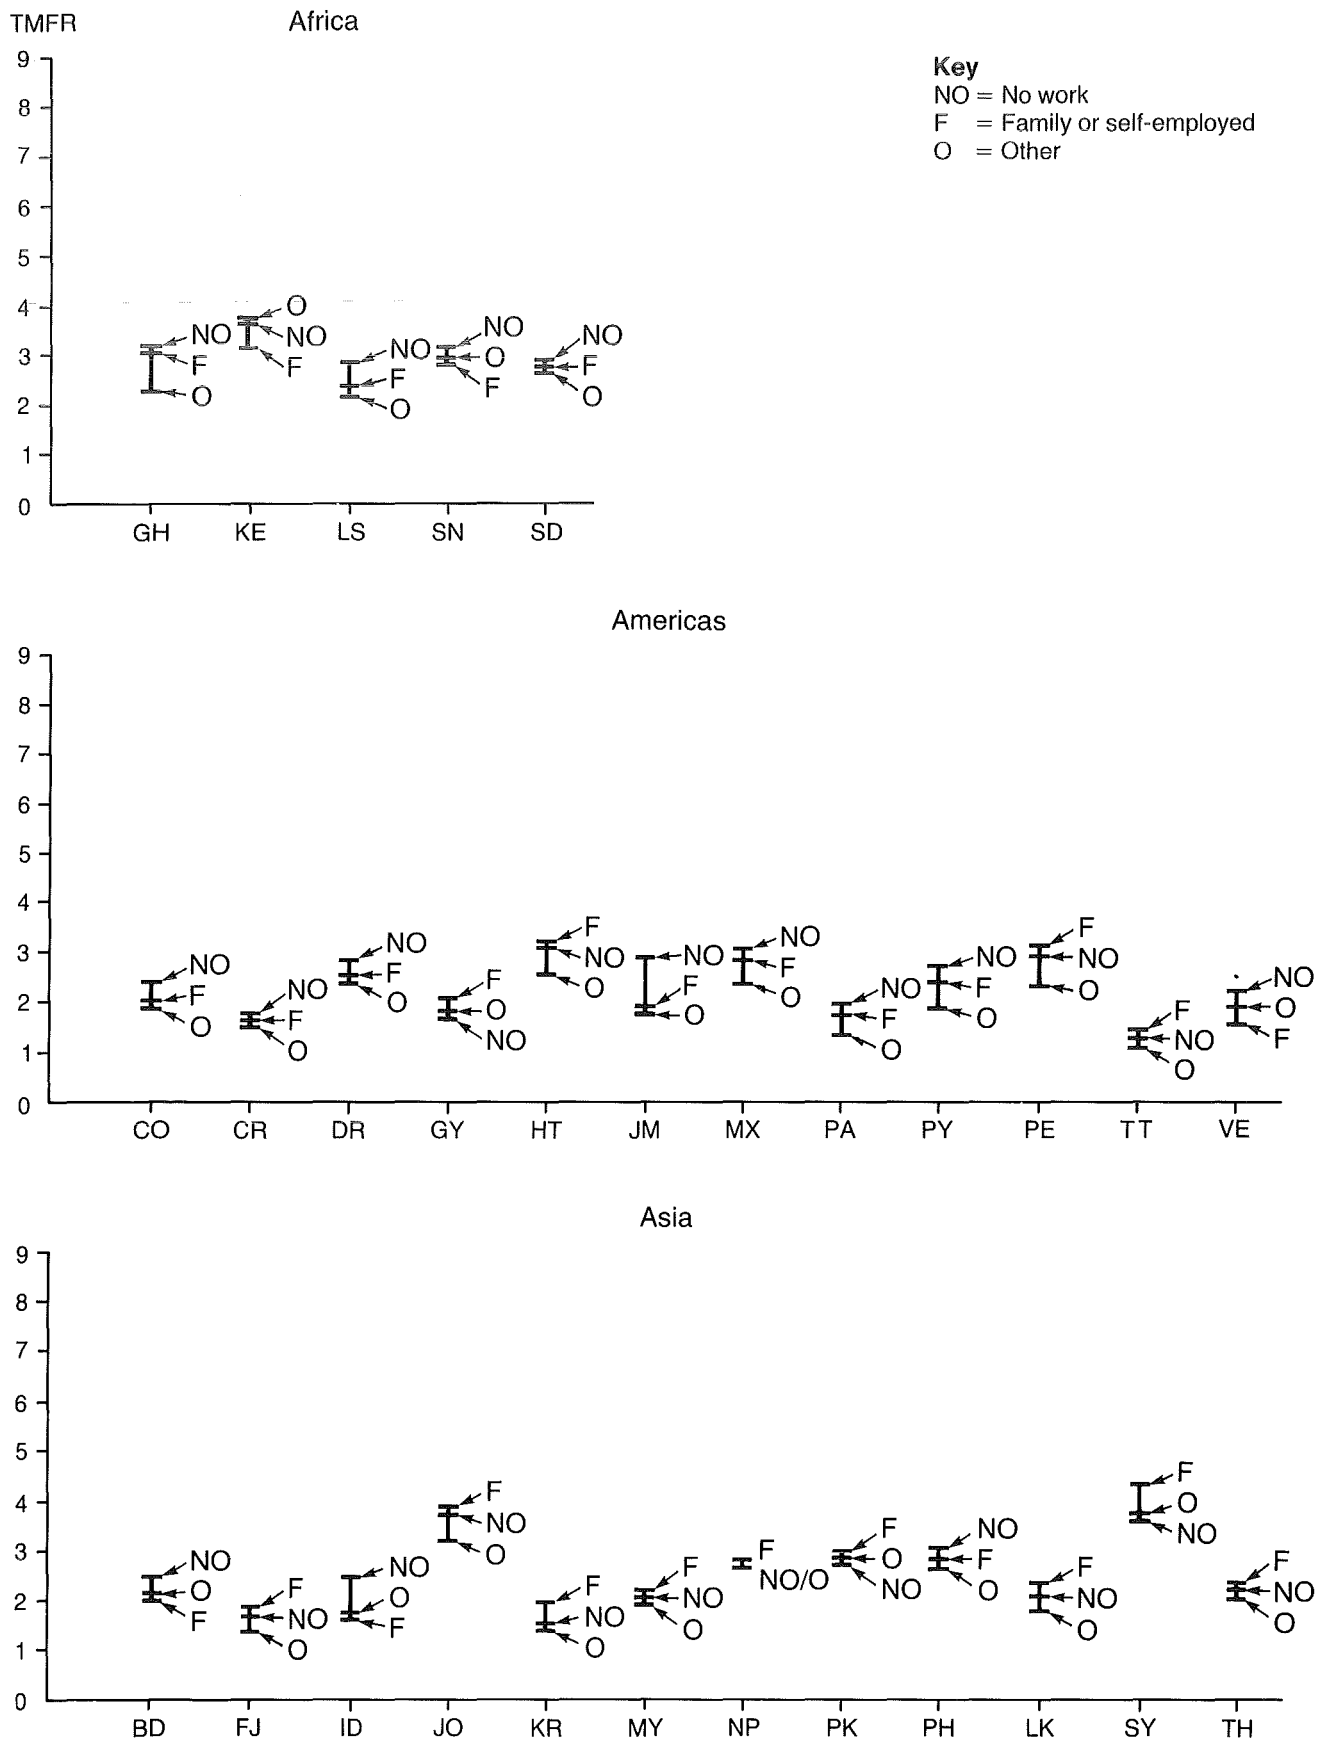 TMFR
Africa
Key
NO = No work
F = Family or self-employed
O = Other
9
8
7
6
5
4
3
2
1
0
NO
F
O
O
NO
F
NO
F
O
NO
O
F
NO
F
O
GH KE LS SN SD
Americas
9
8
7
6
5
4
3
2
1
0
NO
F
O
NO
F
O
NO
F
O
F
O
NO
F
NO
O
NO
F
O
NO
F
O
NO
F
O
NO
F
O
F
NO
O
F
NO
O
NO
O
F
CO CR DR GY HT JM MX PA PY PE TT VE
Asia
9
8
7
6
5
4
3
2
1
0
NO
O
F
F
NO
O
NO
O
F
F
NO
O
F
NO
O
F
NO
O
F
NO/O
F
O
NO
NO
F
O
F
NO
O
F
O
NO
F
NO
O
BD FJ ID JO KR MY NP PK PH LK SY TH